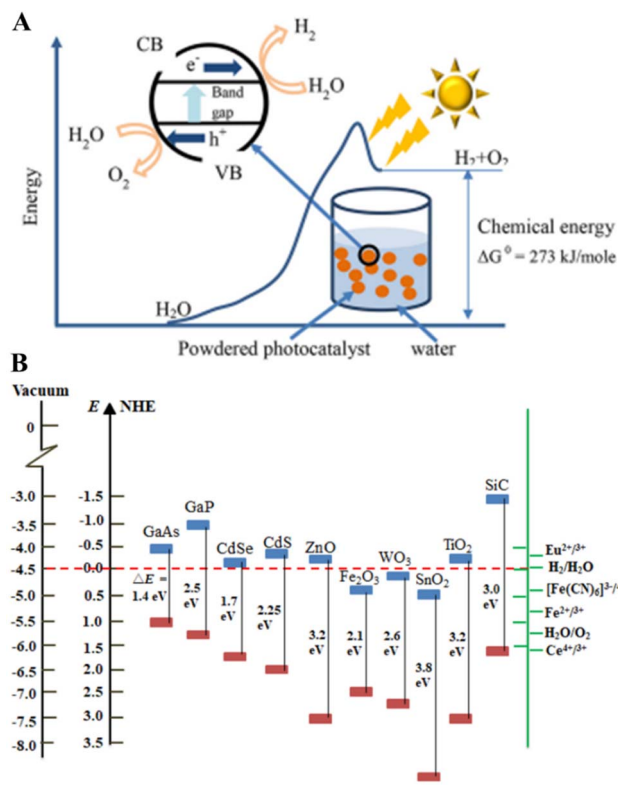 A
CB
H2
e-
H2O
Band
gap
H2O
h+
O2
VB
H2+O2
Energy
Chemical energy
ΔG0 = 273 kJ/mole
H2O
Powdered photocatalyst
water
B
Vacuum
E
NHE
0
SiC
-3.0
-1.5
GaP
-3.5
-1.0
GaAs
CdSe
CdS
ZnO
TiO2
-4.0
-0.5
WO3
Eu2+/3+
-4.5
0.0
Fe2O3
SnO2
H2/H2O
△E =
1.4 eV
2.5
eV
1.7
eV
2.25
eV
3.2
eV
2.1
eV
2.6
eV
3.8
eV
3.2
eV
3.0
eV
[Fe(CN)6]3-/
-5.0
0.5
Fe2+/3+
-5.5
1.0
H2O/O2
-6.0
1.5
Ce4+/3+
-6.5
2.0
-7.0
2.5
-7.5
3.0
-8.0
3.5